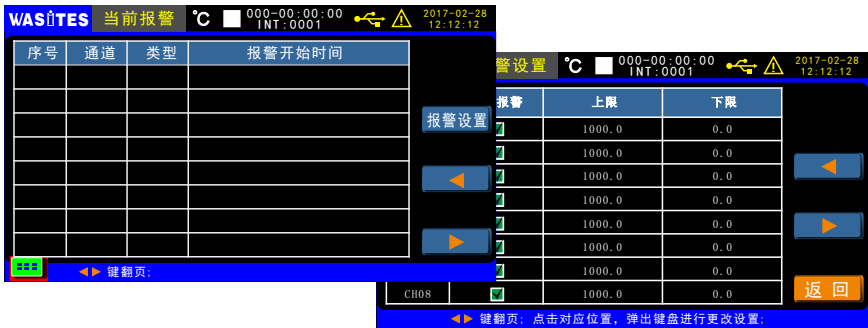 WASITES 当前报警 ℃ 000-00:00:00 2017-02-28
INT:0001 12:12:12
序号 通道 类型 报警开始时间
报警设置
键翻页;
警设置 ℃ 000-00:00:00 2017-02-28
INT:0001 12:12:12
报警 上限 下限
1000.0 0.0
1000.0 0.0
1000.0 0.0
1000.0 0.0
1000.0 0.0
1000.0 0.0
1000.0 0.0
CH08 1000.0 0.0
返回
键翻页; 点击对应位置, 弹出键盘进行更改设置;